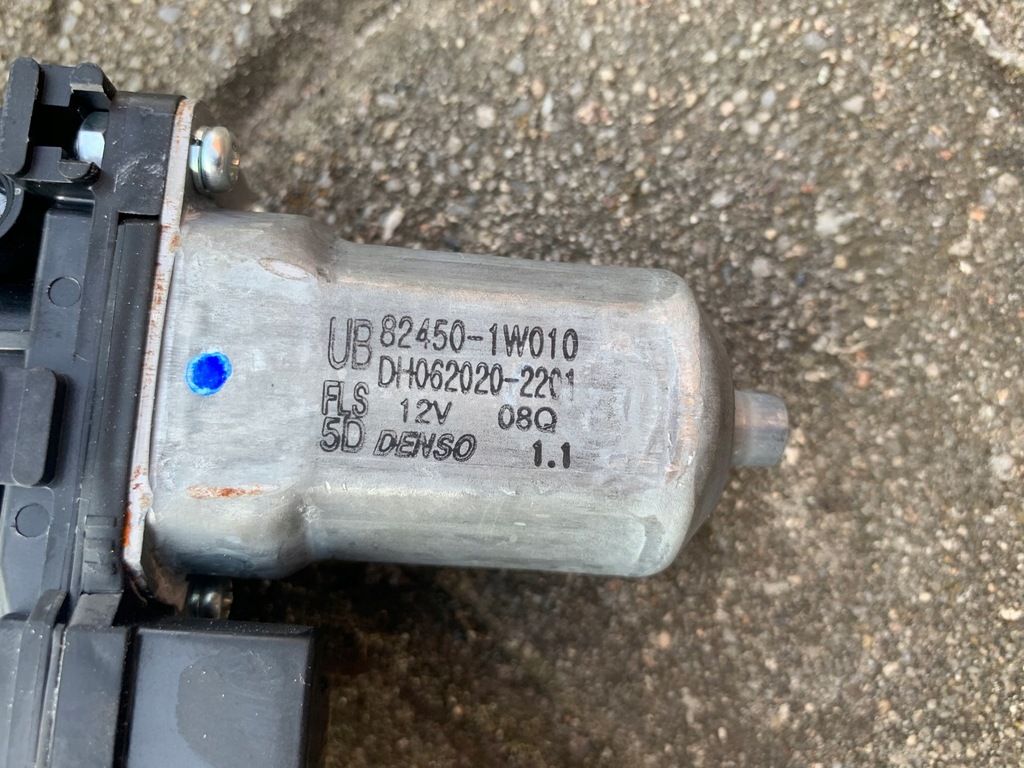 UB 82450-1W010
DH062020-2201
FLS 12V 08Q
5D DENSO 1.1